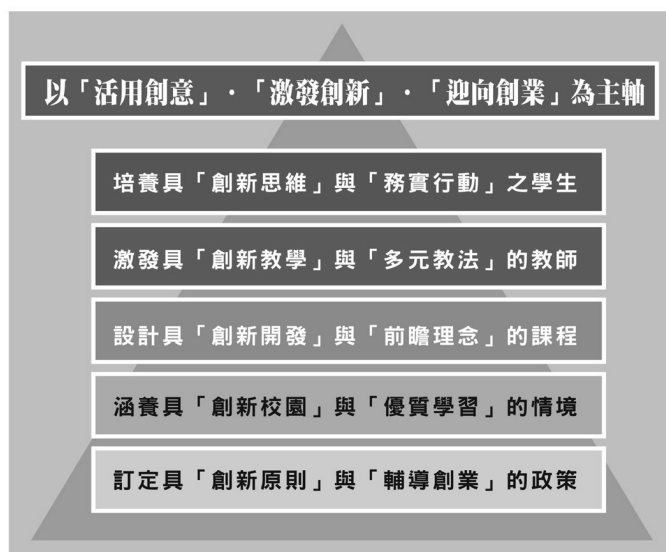 以「活用創意」．「激發創新」．「迎向創業」為主軸
培養具「創新思維」與「務實行動」之學生
激發具「創新教學」與「多元教法」的教師
設計具「創新開發」與「前瞻理念」的課程
涵養具「創新校園」與「優質學習」的情境
訂定具「創新原則」與「輔導創業」的政策